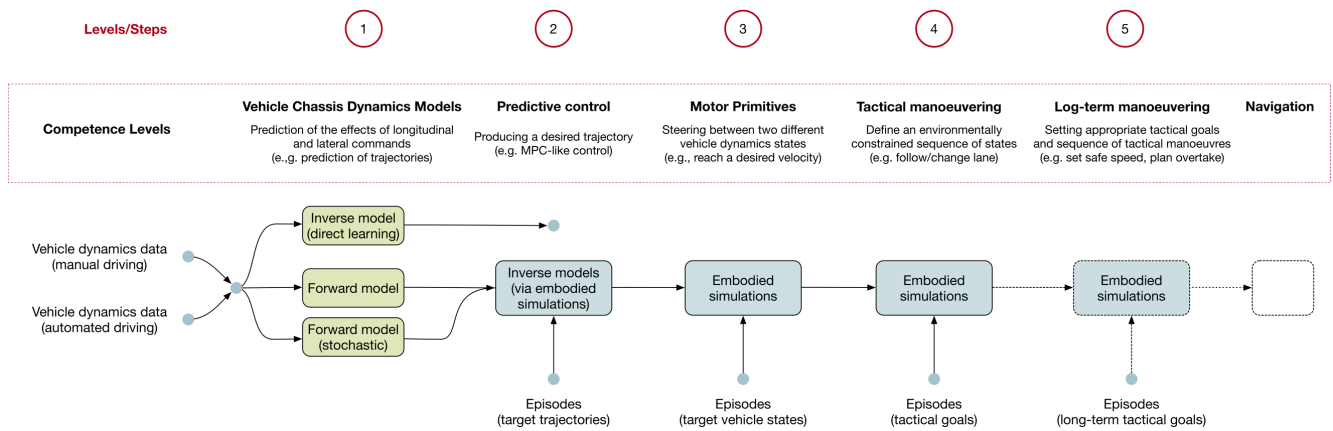 Levels/Steps
1
2
3
4
5
Competence Levels
Vehicle Chassis Dynamics Models
Prediction of the effects of longitudinal
and lateral commands
(e.,g. prediction of trajectories)
Predictive control
Producing a desired trajectory
(e.g. MPC-like control)
Motor Primitives
Steering between two different
vehicle dynamics states
(e.g., reach a desired velocity)
Tactical manoeuvering
Define an environmentally
constrained sequence of states
(e.g. follow/change lane)
Log-term manoeuvering
Setting appropriate tactical goals
and sequence of tactical manoeuvres
(e.g. set safe speed, plan overtake)
Navigation
Vehicle dynamics data
(manual driving)
Vehicle dynamics data
(automated driving)
Inverse model
(direct learning)
Forward model
Forward model
(stochastic)
Inverse models
(via embodied
simulations)
Embodied
simulations
Embodied
simulations
Embodied
simulations
Episodes
(target trajectories)
Episodes
(target vehicle states)
Episodes
(tactical goals)
Episodes
(long-term tactical goals)